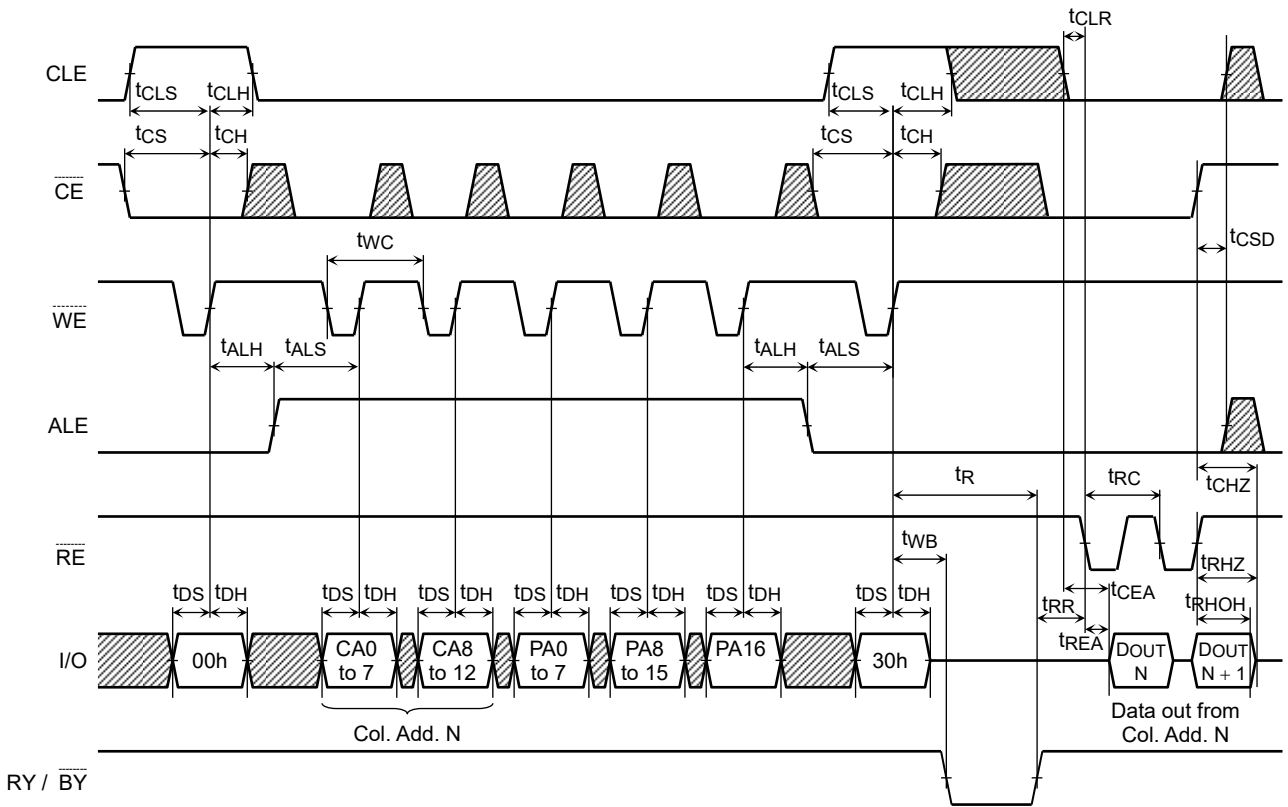 tCLR
CLE
tCLS tCLH tCLS tCLH
tCS tCH tCS tCH
CE
tWC tCSD
WE
tALH tALS tALH tALS
ALE
tR tRC tCHZ
RE
tWB tRHZ
tDS tDH tDS tDH tDS tDH tDS tDH tDS tDH tDS tDH tDS tDH tCEA
tRR tRHOH
tREA
I/O 00h CA0 to 7 CA8 to 12 PA0 to 7 PA8 to 15 PA16 30h DOUT N DOUT N + 1
Col. Add. N
Data out from
Col. Add. N
RY / BY